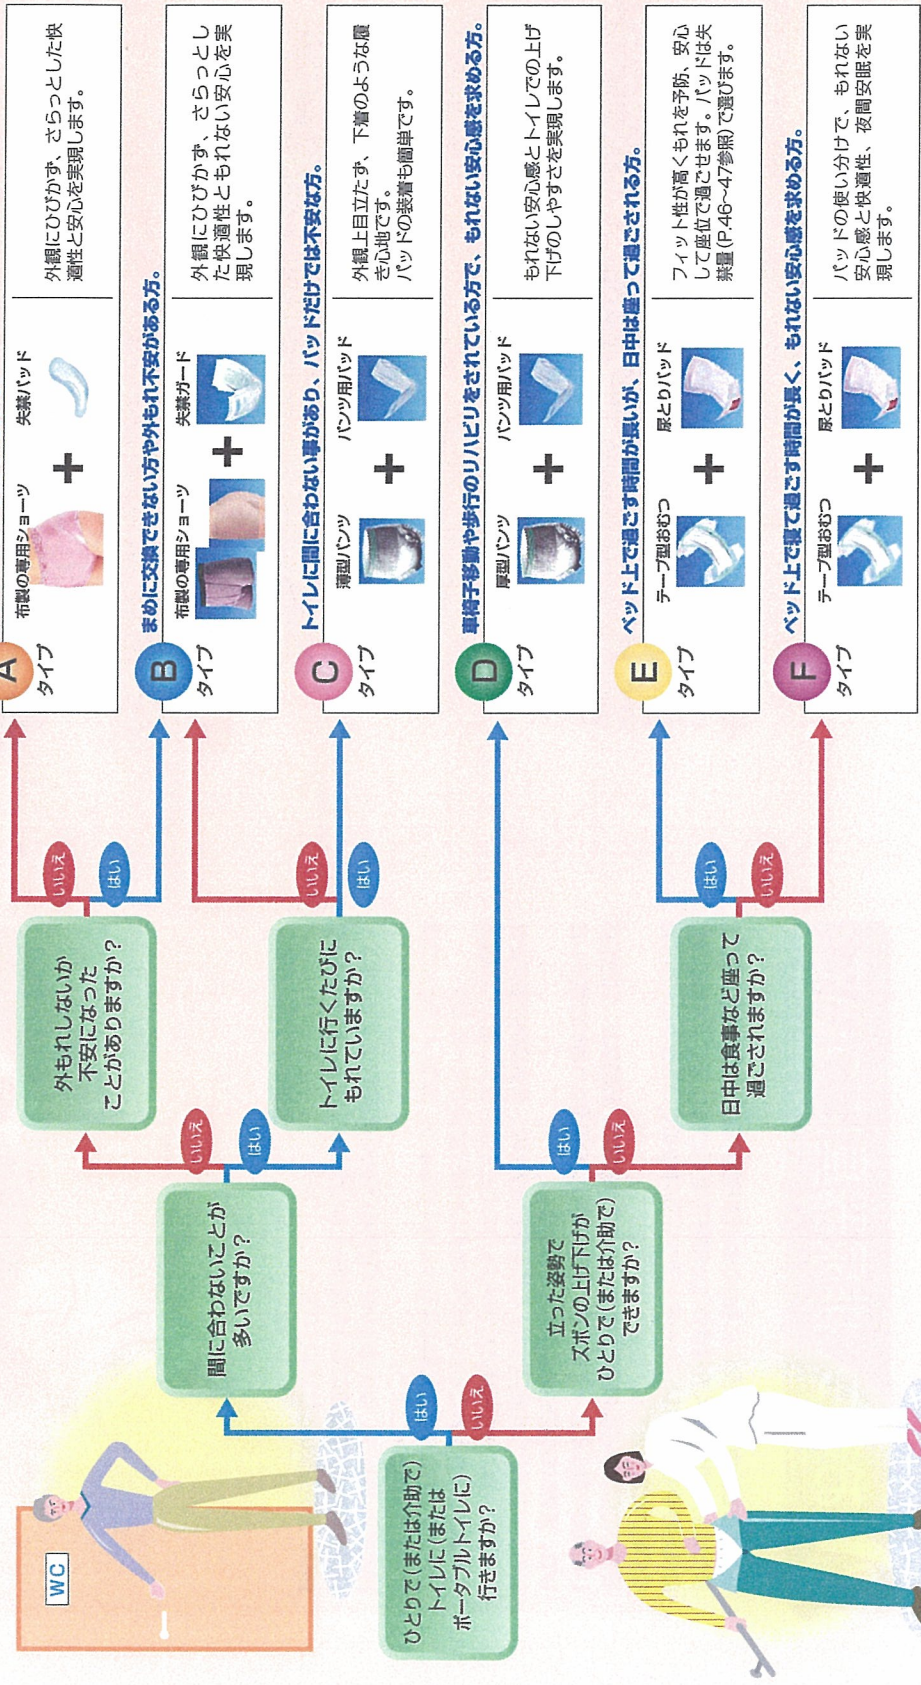 WC
ひとりで(または介助で)
トイレに(または
ポータブルトイレに)
行きますか？
はい
いいえ
間に合わないことが
多いですか？
いいえ
はい
立った姿勢で
ズボンの上げ下げが
ひとりで(または介助で)
できますか？
はい
いいえ
外もれしないか
不安になった
ことがありますか？
いいえ
はい
トイレに行くたびに
もれていますか？
いいえ
はい
日中は食事など座って
過ごされますか？
はい
いいえ
A
タイプ
布製の専用ショーツ
+
失禁パッド
外観にひびかず、さらっとした快
適性と安心を実現します。
まめに交換できない方や外もれ不安がある方。
B
タイプ
布製の専用ショーツ
+
失禁ガード
外観にひびかず、さらっとし
た快適性ともれない安心を実
現します。
トイレに間に合わない事があり、パッドだけでは不安な方。
C
タイプ
薄型パンツ
+
パンツ用パッド
外観上目立たず、下着のような履
き心地です。
パッドの装着も簡単です。
車椅子移動や歩行のリハビリをされている方で、もれない安心感を求める方。
D
タイプ
厚型パンツ
+
パンツ用パッド
もれない安心感とトイレでの上げ
下げのしやすさを実現します。
ベッド上で過ごす時間が長いが、日中は座って過ごされる方。
E
タイプ
テープ型おむつ
+
尿とりパッド
フィット性が高くもれを予防、安心
して座位で過ごせます。パッドは失
禁量(P.46〜47参照)で選びます。
ベッド上で寝て過ごす時間が長く、もれない安心感を求める方。
F
タイプ
テープ型おむつ
+
尿とりパッド
パッドの使い分けで、もれない
安心感と快適性、夜間安眠を実
現します。